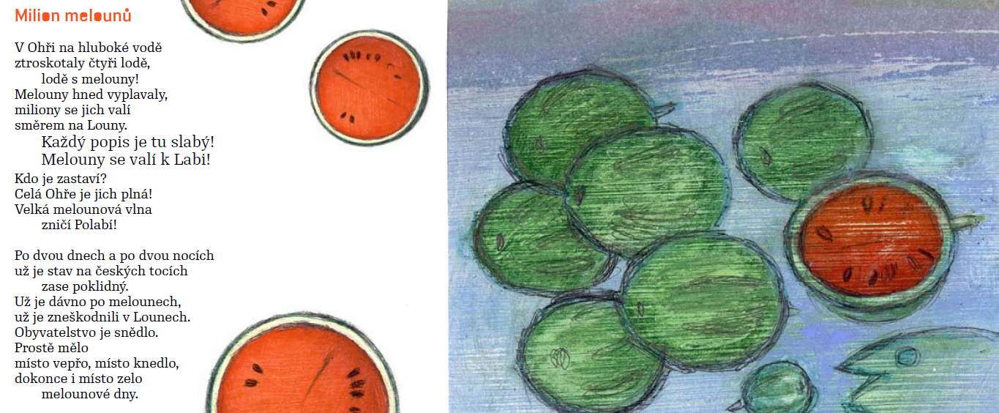 Milion melounů
V Ohři na hluboké vodě
ztroskotaly čtyři lodě,
lodě s melouny!
Melouny hned vyplavaly,
miliony se jich valí
směrem na Louny.
Každý popis je tu slabý!
Melouny se valí k Labi!
Kdo je zastaví?
Celá Ohře je jich plná!
Velká melounová vlna
zničí Polabí!
Po dvou dnech a po dvou nocích
už je stav na českých tocích
zase poklidný.
Už je dávno po melounech,
už je zneškodnili v Lounech.
Obyvatelstvo je snědlo.
Prostě mělo
místo vepřo, místo knedlo,
dokonce i místo zelo
melounové dny.